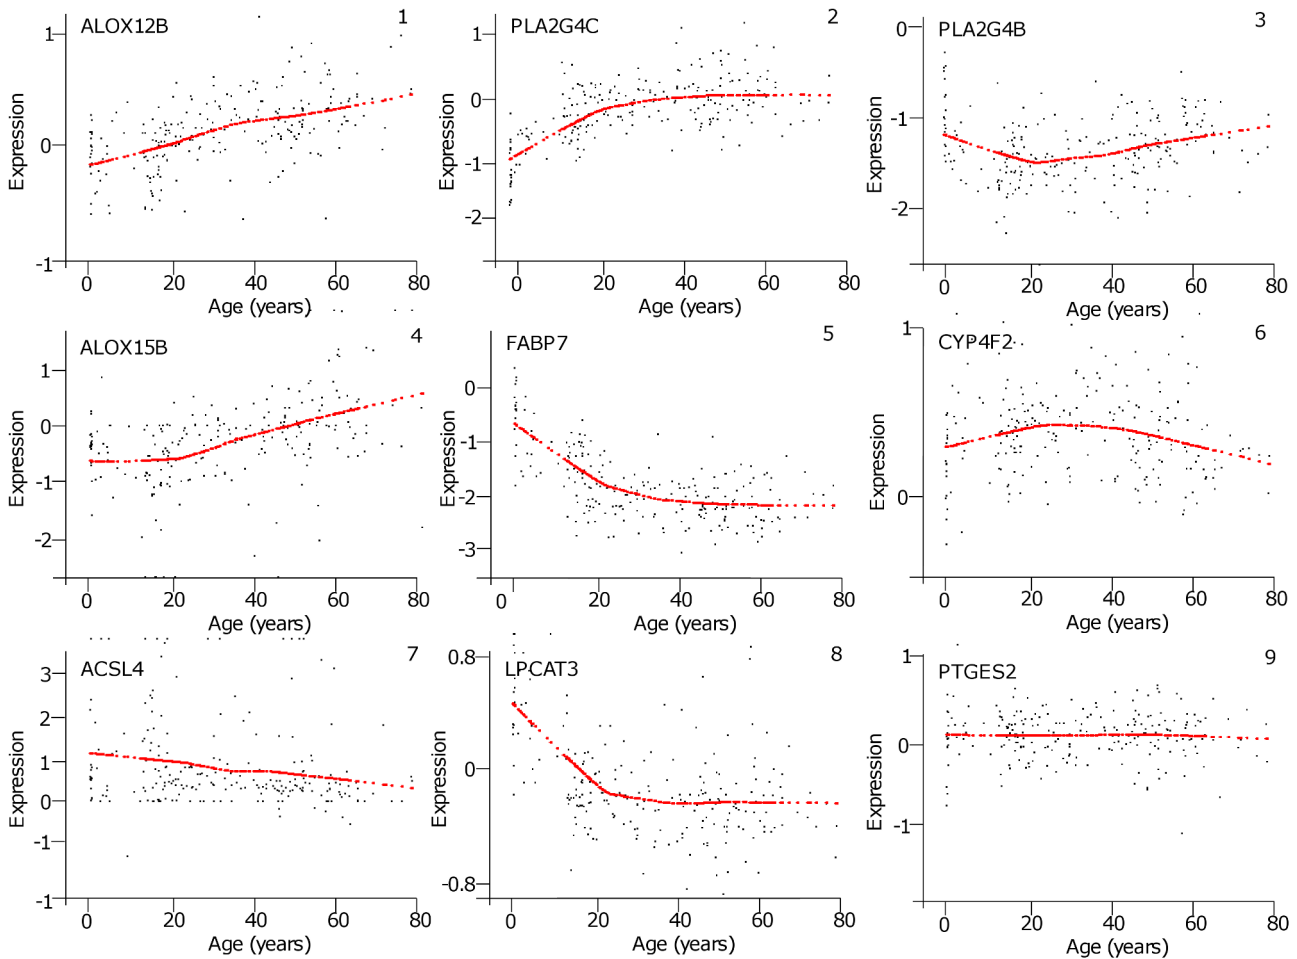 ALOX12B 1
1
0
-1
Expression
0 20 40 60 80
Age (years)
PLA2G4C 2
1
0
-1
-2
Expression
0 20 40 60 80
Age (years)
PLA2G4B 3
0
-1
-2
Expression
0 20 40 60 80
Age (years)
ALOX15B 4
1
0
-1
-2
Expression
0 20 40 60 80
Age (years)
FABP7 5
0
-1
-2
-3
Expression
0 20 40 60 80
Age (years)
CYP4F2 6
1
0
Expression
0 20 40 60 80
Age (years)
ACSL4 7
3
2
1
0
-1
-1
Expression
0 20 40 60 80
Age (years)
LPCAT3 8
0.8
0
-0.8
Expression
0 20 40 60 80
Age (years)
PTGES2 9
1
0
-1
Expression
0 20 40 60 80
Age (years)